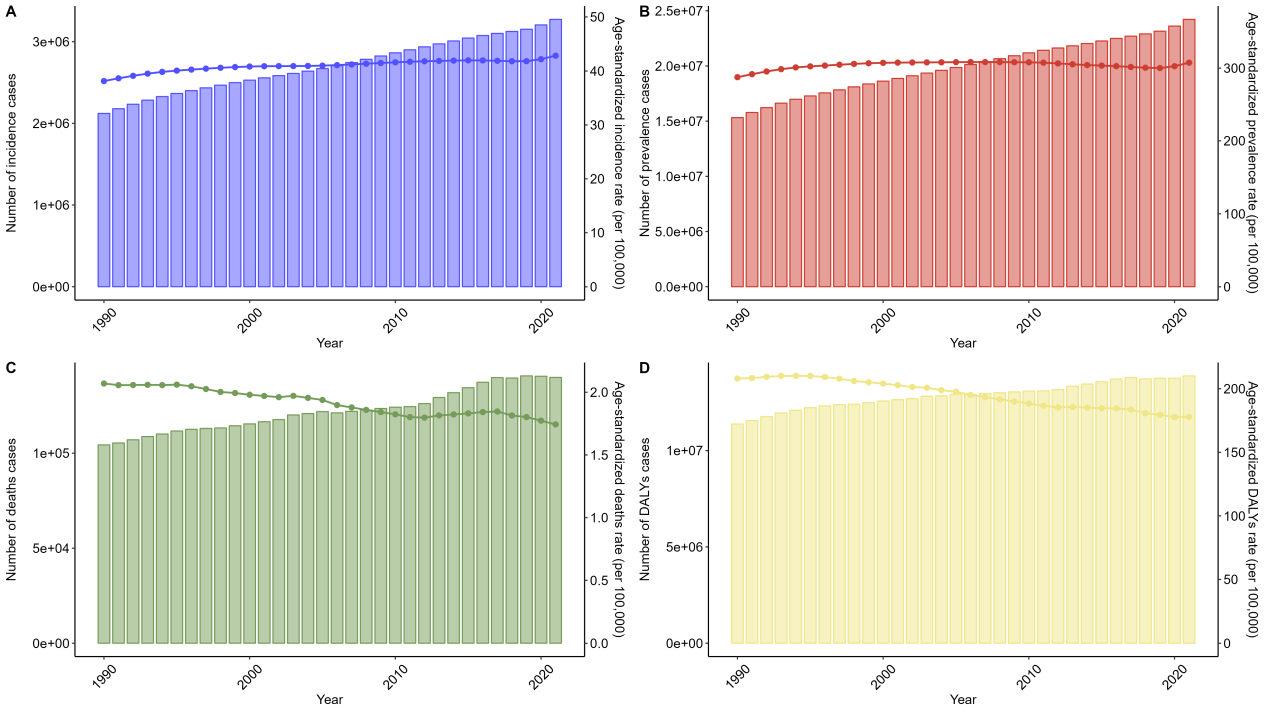 A
Number of incidence cases
3e+06
2e+06
1e+06
0e+00
50
40
30
20
10
0
Age-standardized incidence rate (per 100,000)
1990
2000
2010
2020
Year
B
Number of prevalence cases
2.5e+07
2.0e+07
1.5e+07
1.0e+07
5.0e+06
0.0e+00
300
200
100
0
Age-standardized prevalence rate (per 100,000)
1990
2000
2010
2020
Year
C
Number of deaths cases
1e+05
5e+04
0e+00
2.0
1.5
1.0
0.5
0.0
Age-standardized deaths rate (per 100,000)
1990
2000
2010
2020
Year
D
Number of DALYs cases
1e+07
5e+06
0e+00
200
150
100
50
0
Age-standardized DALYs rate (per 100,000)
1990
2000
2010
2020
Year